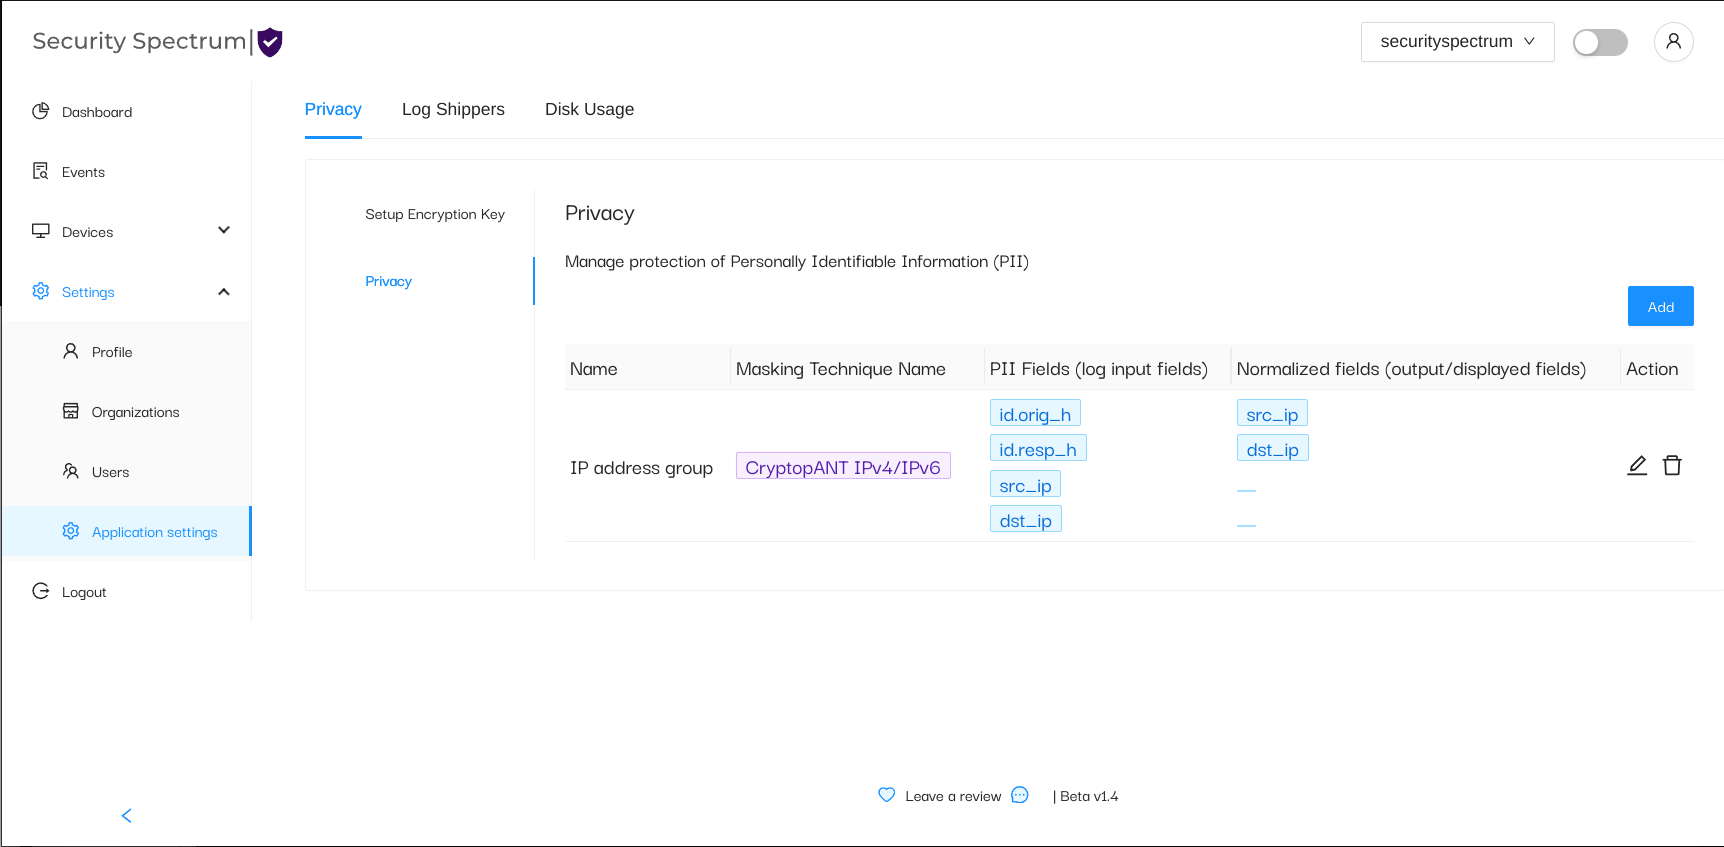 Security Spectrum
securityspectrum
Dashboard
Events
Devices
Settings
Profile
Organizations
Users
Application settings
Logout
Privacy Log Shippers Disk Usage
Setup Encryption Key
Privacy
Privacy
Manage protection of Personally Identifiable Information (PII)
Add
Name Masking Technique Name PII Fields (log input fields) Normalized fields (output/displayed fields) Action
IP address group CryptopANT IPv4/IPv6
id.orig_h src_ip
id.resp_h dst_ip
src_ip
dst_ip
Leave a review | Beta v1.4